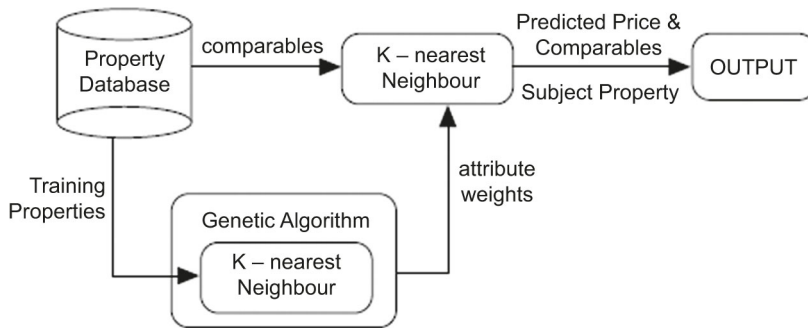 Property
Database
comparables
K – nearest
Neighbour
Predicted Price &
Comparables
Subject Property
OUTPUT
Training
Properties
Genetic Algorithm
K – nearest
Neighbour
attribute
weights